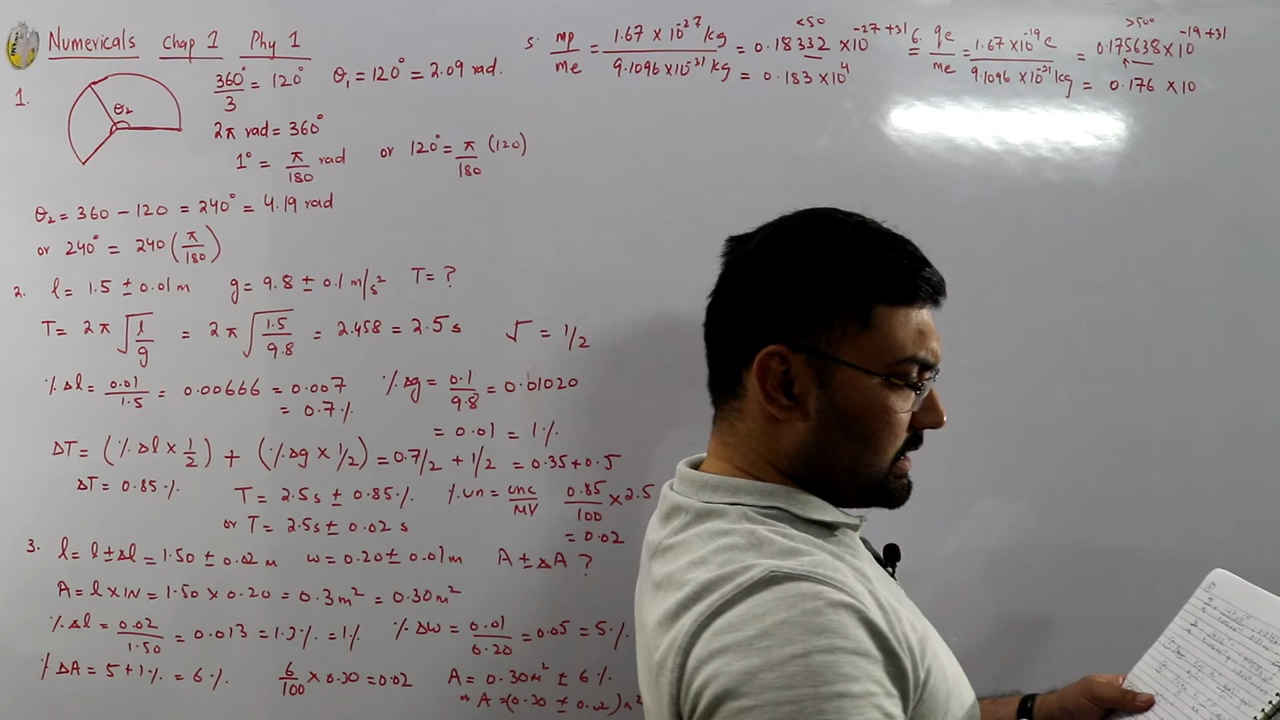 Numericals Chap 1 Phy 1
1.
θ₂
360°/3 = 120° θ₁ = 120° = 2.09 rad.
2π rad = 360°
1° = π/180 rad or 120° = π/180 (120)
θ₂ = 360 − 120 = 240° = 4.19 rad
or 240° = 240 (π/180)
2. l = 1.5 ± 0.01 m g = 9.8 ± 0.1 m/s² T = ?
T = 2π √(l/g) = 2π √(1.5/9.8) = 2.458 = 2.5 s √ = 1/2
% Δl = 0.01/1.5 = 0.00666 = 0.007 % Δg = 0.1/9.8 = 0.01020
= 0.7 % = 0.01 = 1 %
ΔT = (% Δl × 1/2) + (% Δg × 1/2) = 0.7/2 + 1/2 = 0.35 + 0.5
ΔT = 0.85 % T = 2.5 s ± 0.85 % % un = unc/MV 0.85/100 × 2.5
or T = 2.5 s ± 0.02 s = 0.02
3. l = l ± Δl = 1.50 ± 0.02 m w = 0.20 ± 0.01 m A ± ΔA ?
A = l × w = 1.50 × 0.20 = 0.3 m² = 0.30 m²
% Δl = 0.02/1.50 = 0.013 = 1.3 % = 1 % % Δw = 0.01/0.20 = 0.05 = 5 %
% ΔA = 5 + 1 % = 6 % 6/100 × 0.30 = 0.02 A = 0.30 m² ± 6 %
or A = (0.30 ± 0.02) m²
5. mp/me = 1.67 × 10⁻²⁷ kg/9.1096 × 10⁻³¹ kg = 0.18332 × 10⁻²⁷⁺³¹
<50
= 0.183 × 10⁴
6. qe/me = 1.67 × 10⁻¹⁹ c/9.1096 × 10⁻³¹ kg = 0.175638 × 10⁻¹⁹⁺³¹
>500
= 0.176 × 10